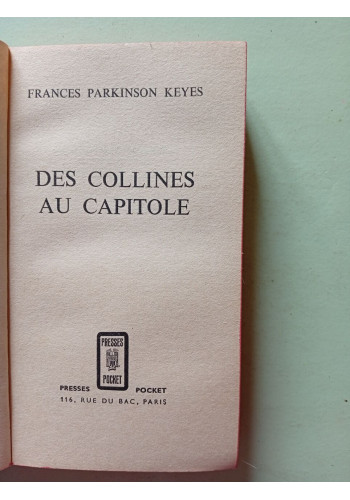 FRANCES PARKINSON KEYES
DES COLLINES
AU CAPITOLE
PRESSES
POCKET
PRESSES POCKET
116, RUE DU BAC, PARIS